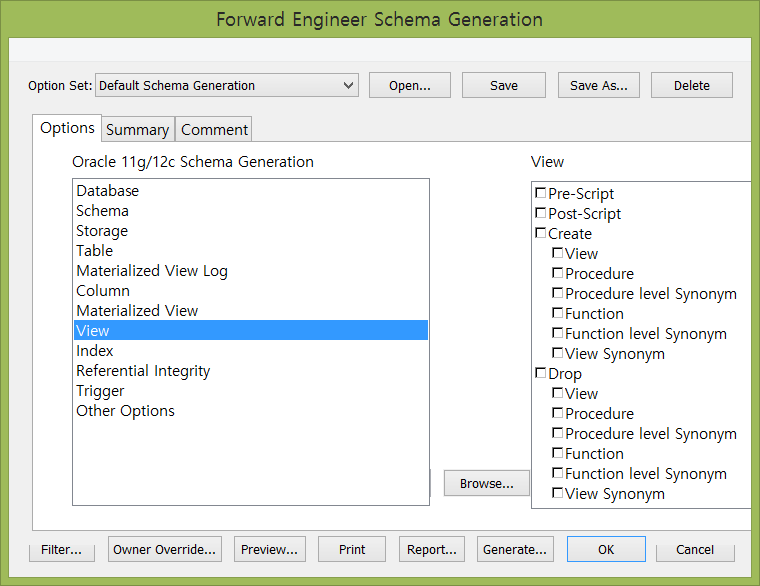 Forward Engineer Schema Generation
Option Set: Default Schema Generation Open... Save Save As... Delete
Options Summary Comment
Oracle 11g/12c Schema Generation
Database
Schema
Storage
Table
Materialized View Log
Column
Materialized View
View
Index
Referential Integrity
Trigger
Other Options
Browse...
View
Pre-Script
Post-Script
Create
View
Procedure
Procedure level Synonym
Function
Function level Synonym
View Synonym
Drop
View
Procedure
Procedure level Synonym
Function
Function level Synonym
View Synonym
Filter... Owner Override... Preview... Print Report... Generate... OK Cancel